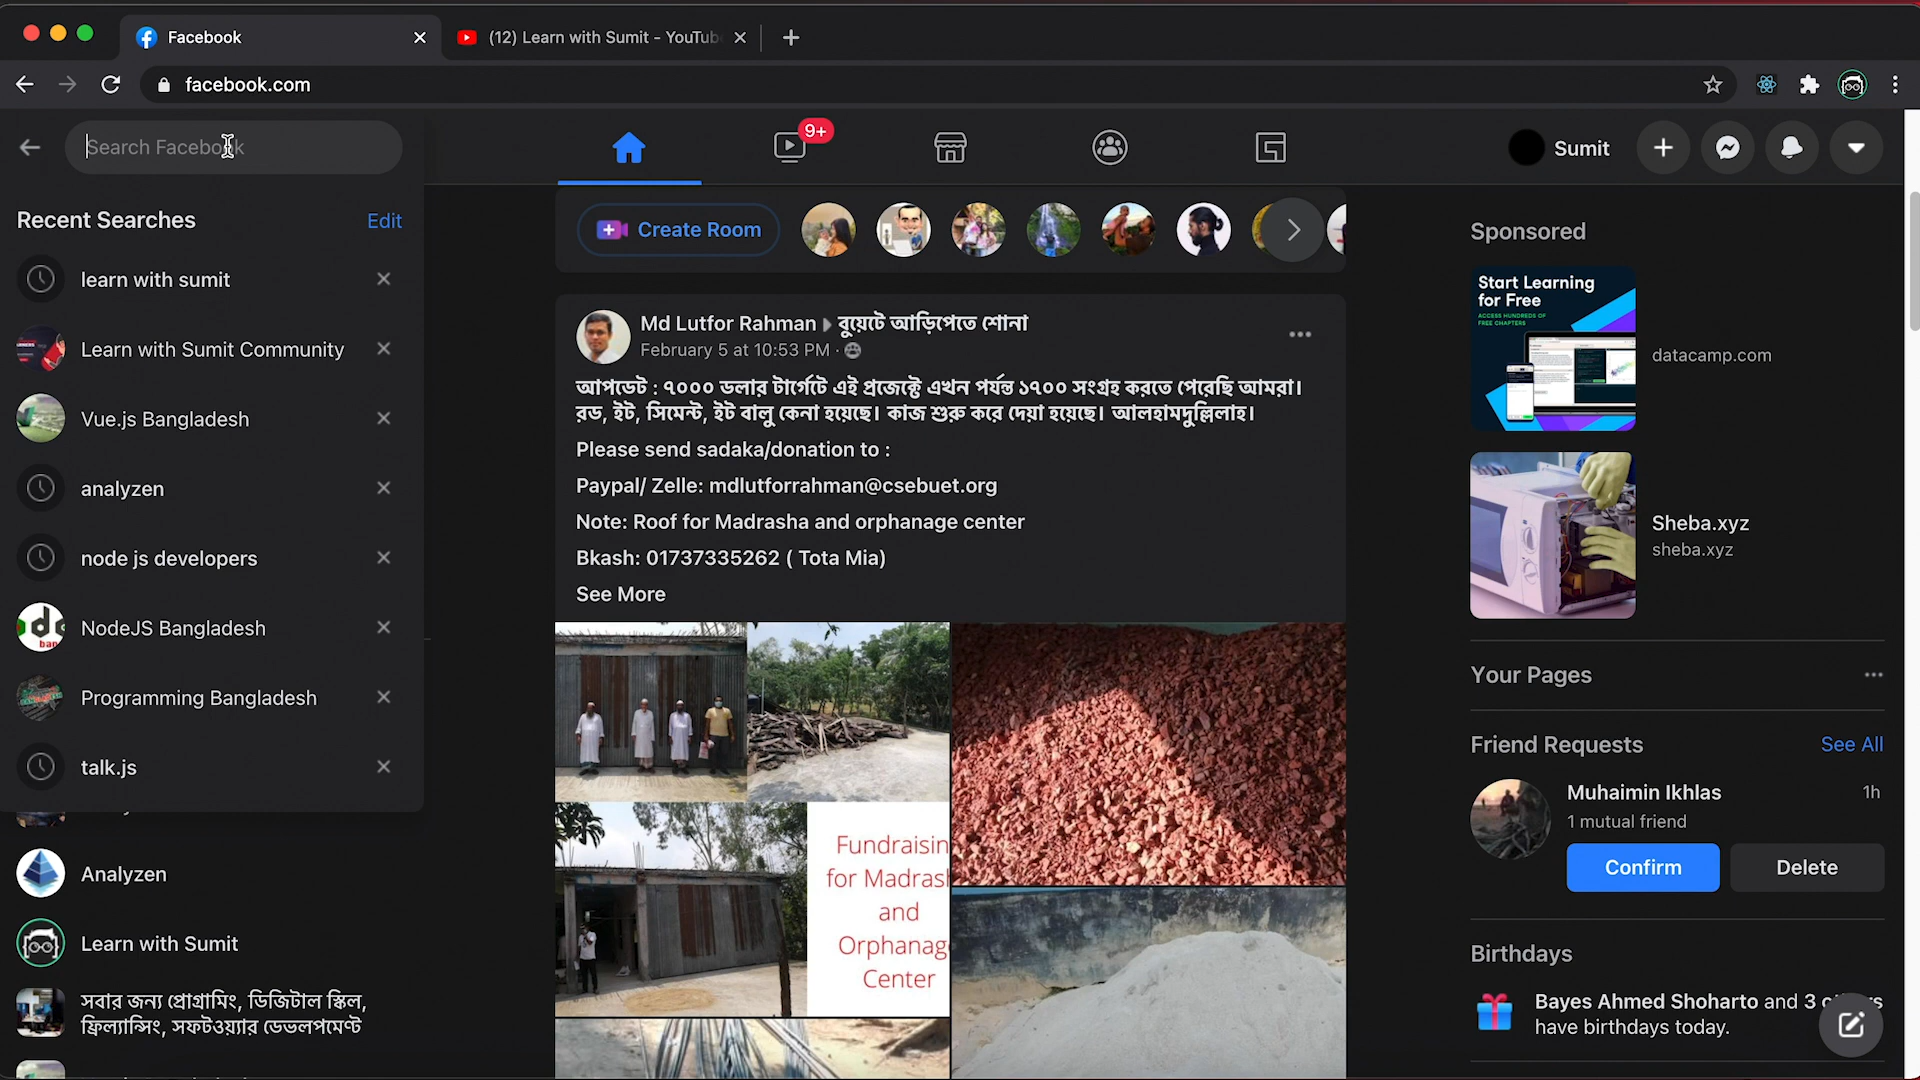 Facebook
(12) Learn with Sumit - YouTub
facebook.com
Search Facebook
9+
Sumit
Recent Searches
Edit
learn with sumit
Learn with Sumit Community
Vue.js Bangladesh
analyzen
node js developers
NodeJS Bangladesh
Programming Bangladesh
talk.js
Analyzen
Learn with Sumit
সবার জন্য প্রোগ্রামিং, ডিজিটাল স্কিল,
ফ্রিল্যান্সিং, সফটওয়্যার ডেভলপমেন্ট
Create Room
Md Lutfor Rahman
বুয়েটে আড়িপেতে শোনা
February 5 at 10:53 PM ·
আপডেট : ৭০০০ ডলার টার্গেটে এই প্রজেক্টে এখন পর্যন্ত ১৭০০ সংগ্রহ করতে পেরেছি আমরা।
রড, ইট, সিমেন্ট, ইট বালু কেনা হয়েছে। কাজ শুরু করে দেয়া হয়েছে। আলহামদুল্লিলাহ।
Please send sadaka/donation to :
Paypal/ Zelle: mdlutforrahman@csebuet.org
Note: Roof for Madrasha and orphanage center
Bkash: 01737335262 ( Tota Mia)
See More
Fundraisin
for Madras
and
Orphanag
Center
Sponsored
Start Learning
for Free
ACCESS HUNDREDS OF
FREE CHAPTERS
datacamp.com
Sheba.xyz
sheba.xyz
Your Pages
Friend Requests
See All
Muhaimin Ikhlas
1h
1 mutual friend
Confirm
Delete
Birthdays
Bayes Ahmed Shoharto and 3
have birthdays today.